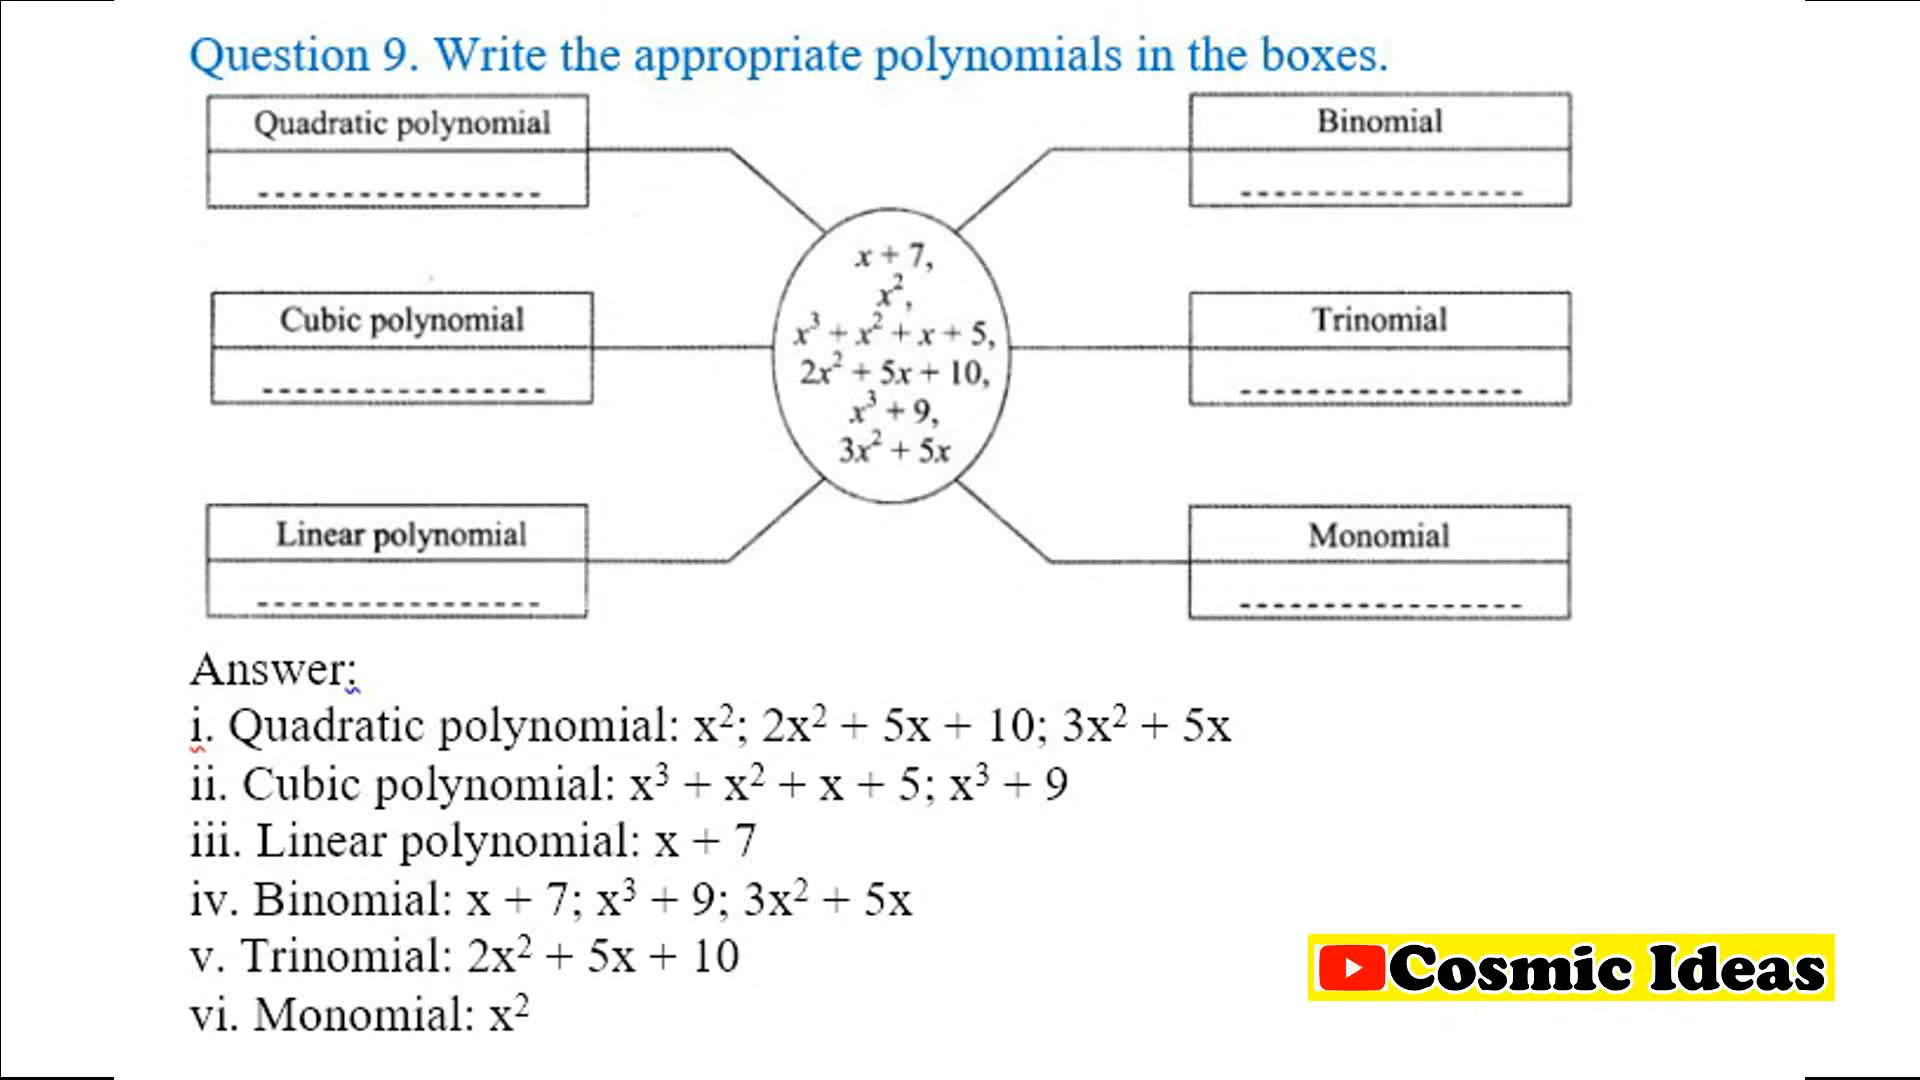 Question 9. Write the appropriate polynomials in the boxes.
Quadratic polynomial
Binomial
Cubic polynomial
Trinomial
Linear polynomial
Monomial
x + 7,
x²,
x³ + x² + x + 5,
2x² + 5x + 10,
x³ + 9,
3x² + 5x
Answer:
i. Quadratic polynomial: x²; 2x² + 5x + 10; 3x² + 5x
ii. Cubic polynomial: x³ + x² + x + 5; x³ + 9
iii. Linear polynomial: x + 7
iv. Binomial: x + 7; x³ + 9; 3x² + 5x
v. Trinomial: 2x² + 5x + 10
vi. Monomial: x²
Cosmic Ideas